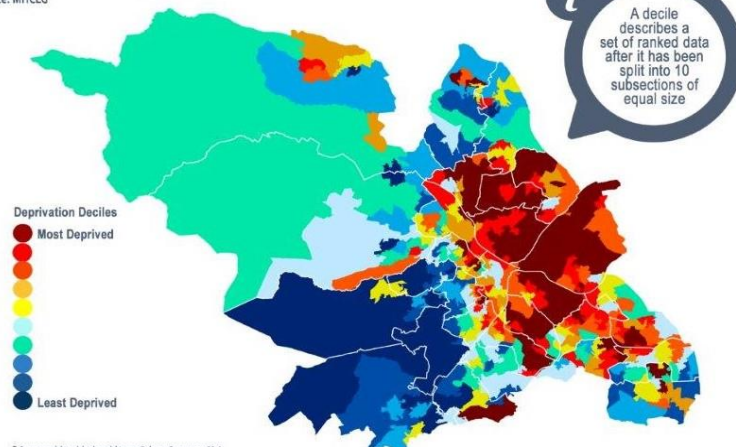 A decile
describes a
set of ranked data
after it has been
split into 10
subsections of
equal size
Deprivation Deciles
Most Deprived
Least Deprived